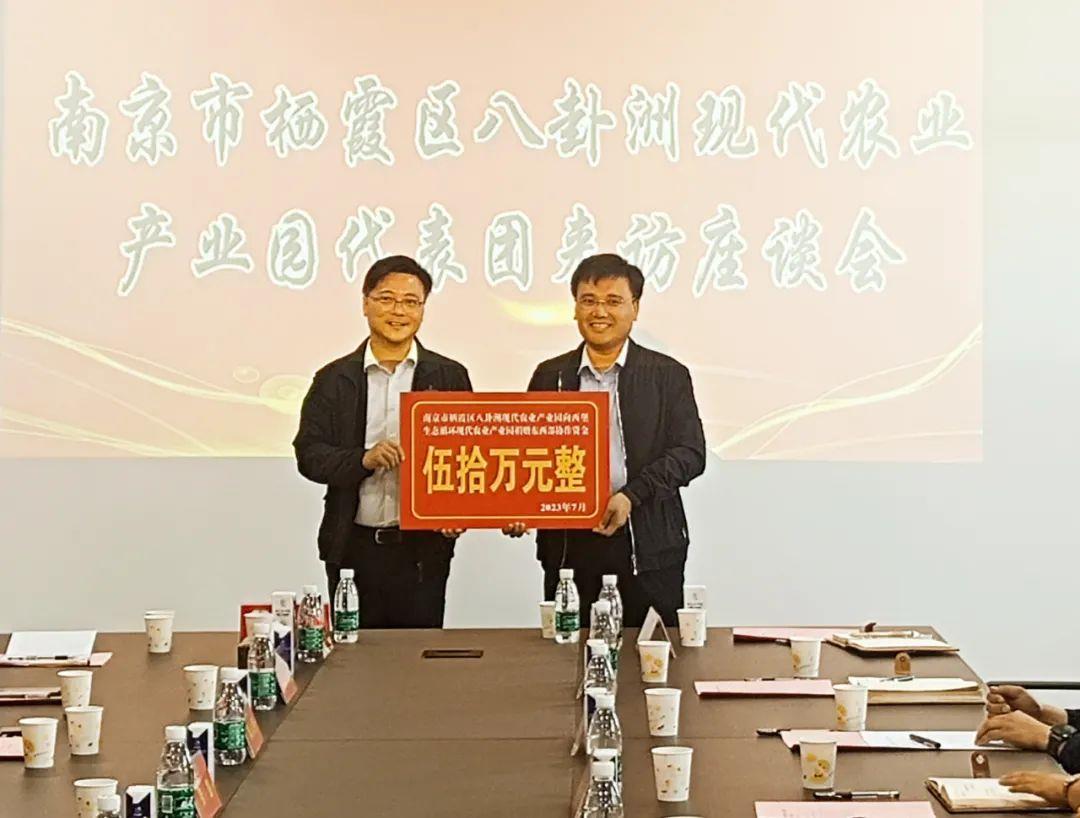 南京市栖霞区八卦洲现代农业
产业园代表团来访座谈会
南京市栖霞区八卦洲现代农业产业园向西堡
生态循环现代农业产业园捐赠东西部协作资金
伍拾万元整
2023年7月